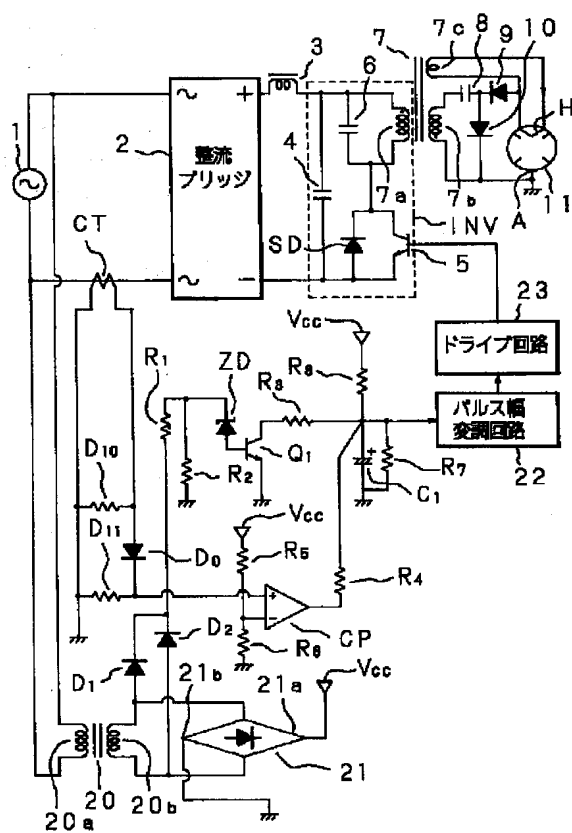 7
7c
8
9
10
3
6
1
2
+
整流
ブリッジ
~
~
~
~
−
4
7a
7b
H
A
11
CT
SD
INV
5
23
ドライブ回路
パルス幅
変調回路
22
Vcc
R8
R1
ZD
R3
Q1
R2
R7
C1
+
D10
D11
D0
Vcc
R5
R4
+
−
CP
R6
D2
D1
21b
21a
Vcc
21
20a
20
20b